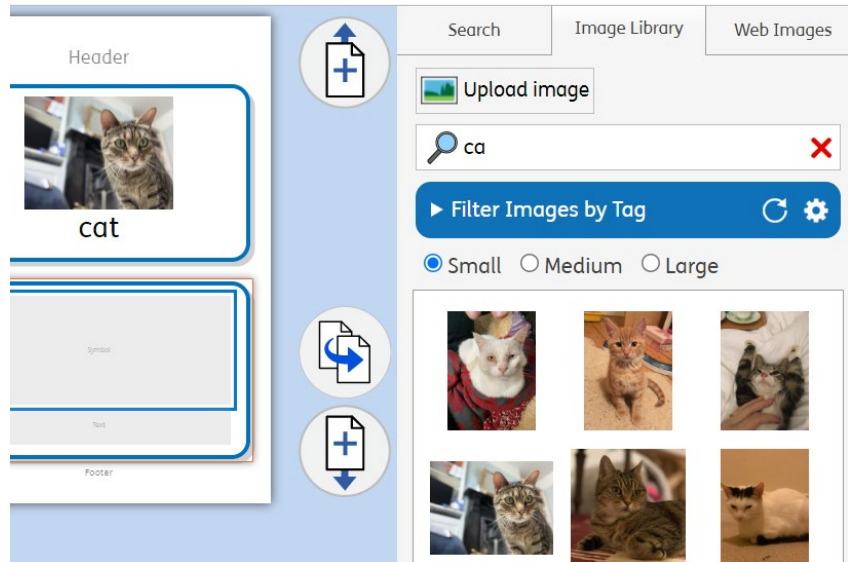 Header
cat
Symbol
Text
Footer
Search
Image Library
Web Images
Upload image
ca
Filter Images by Tag
Small
Medium
Large